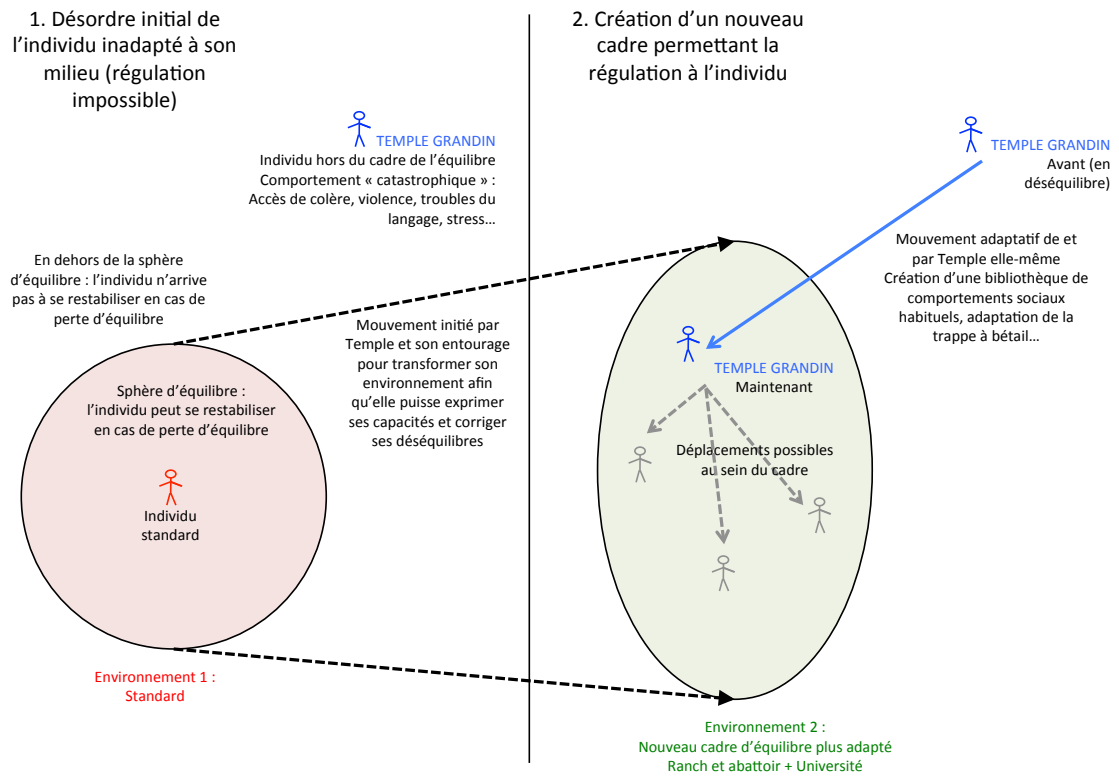 1. Désordre initial de
l’individu inadapté à son
milieu (régulation
impossible)
TEMPLE GRANDIN
Individu hors du cadre de l’équilibre
Comportement « catastrophique » :
Accès de colère, violence, troubles du
langage, stress…
En dehors de la sphère
d’équilibre : l’individu n’arrive
pas à se restabiliser en cas de
perte d’équilibre
Mouvement initié par
Temple et son entourage
pour transformer son
environnement afin
qu’elle puisse exprimer
ses capacités et corriger
ses déséquilibres
Sphère d’équilibre :
l’individu peut se restabiliser
en cas de perte d’équilibre
Individu
standard
Environnement 1 :
Standard
2. Création d’un nouveau
cadre permettant la
régulation à l’individu
TEMPLE GRANDIN
Avant (en
déséquilibre)
Mouvement adaptatif de et
par Temple elle-même
Création d’une bibliothèque de
comportements sociaux
habituels, adaptation de la
trappe à bétail…
TEMPLE GRANDIN
Maintenant
Déplacements possibles
au sein du cadre
Environnement 2 :
Nouveau cadre d’équilibre plus adapté
Ranch et abattoir + Université